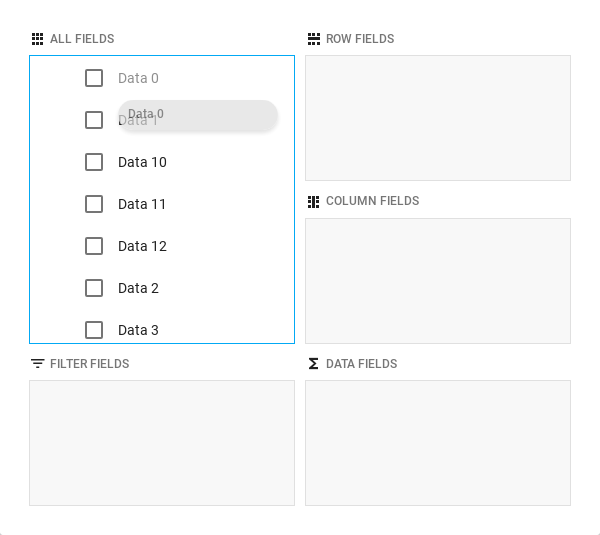 ALL FIELDS
Data 0
Data 0
Data 1
Data 10
Data 11
Data 12
Data 2
Data 3
ROW FIELDS
COLUMN FIELDS
FILTER FIELDS
DATA FIELDS